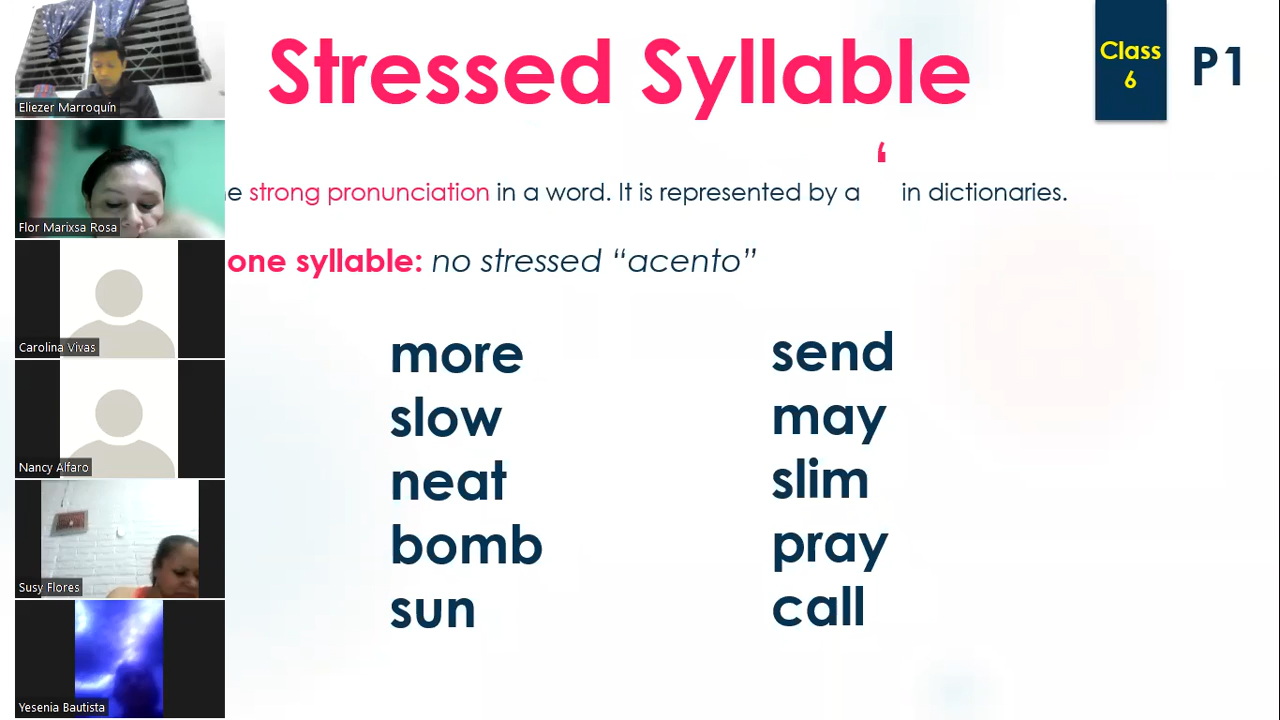 Stressed Syllable
Class
6
P1
strong pronunciation in a word. It is represented by a ‘ in dictionaries.
one syllable: no stressed “acento”
more
slow
neat
bomb
sun
send
may
slim
pray
call
Eliezer Marroquín
Flor Marixsa Rosa
Carolina Vivas
Nancy Alfaro
Susy Flores
Yesenia Bautista